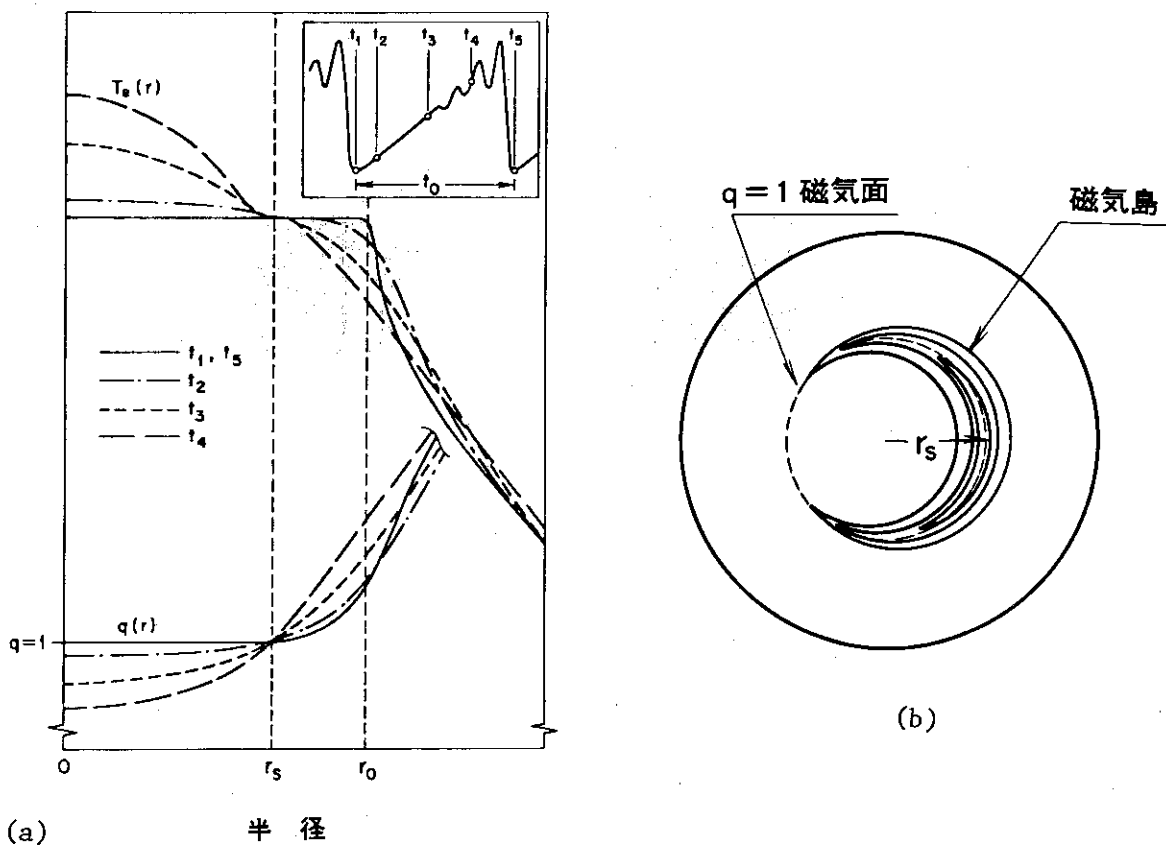 t₁ t₂ t₃ t₄ t₅
t₀
Tₑ(r)
t₁, t₅
t₂
t₃
t₄
q(r)
q=1
0 rₛ r₀
(a) 半 径
q=1 磁気面
磁気島
rₛ
(b)